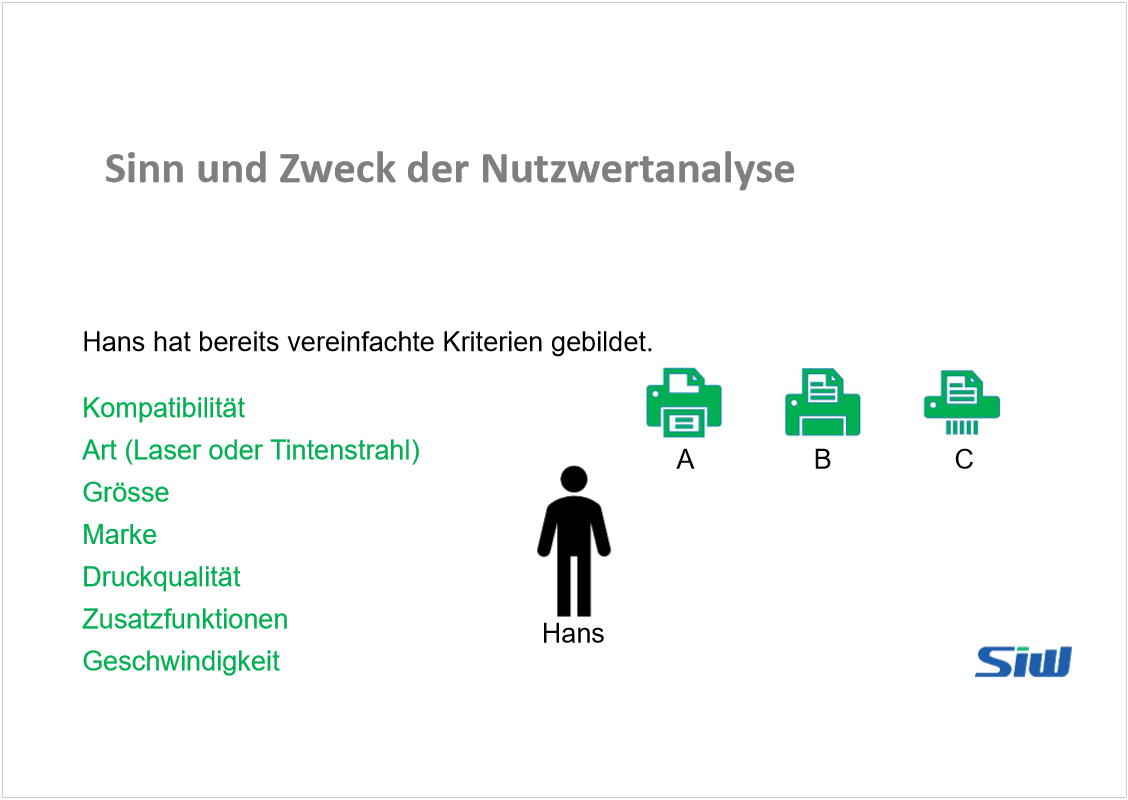 Sinn und Zweck der Nutzwertanalyse
Hans hat bereits vereinfachte Kriterien gebildet.
Kompatibilität
Art (Laser oder Tintenstrahl)
Grösse
Marke
Druckqualität
Zusatzfunktionen
Geschwindigkeit
A B C
Hans
Siw